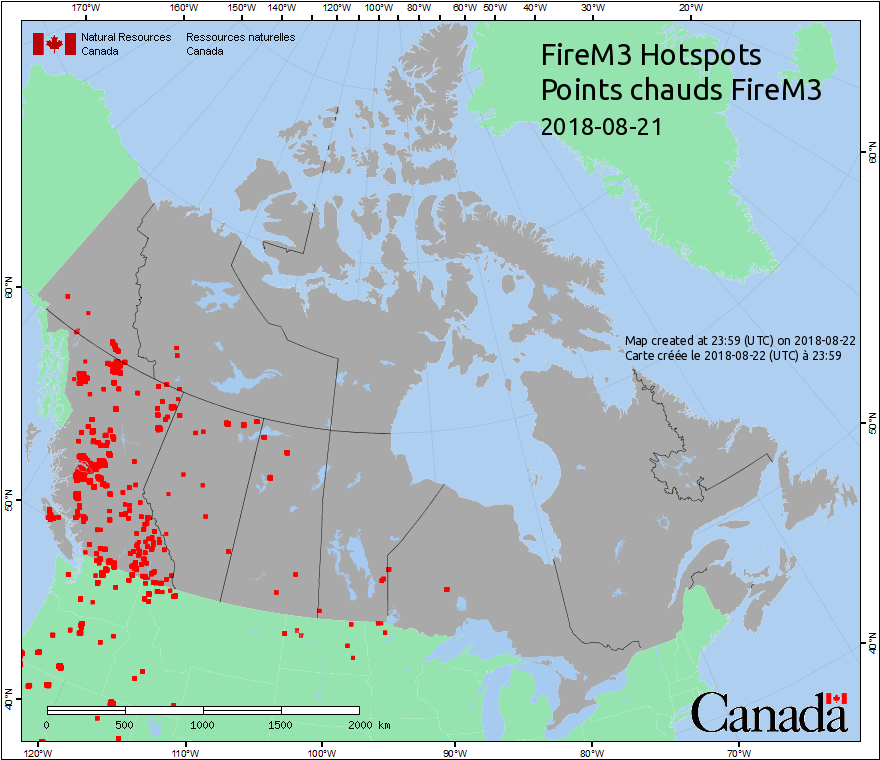 170°W 160°W 150°W 140°W 120°W 100°W 80°W 60°W 50°W 40°W 30°W 20°W
Natural Resources Ressources naturelles
Canada Canada
FireM3 Hotspots
Points chauds FireM3
2018-08-21
60°N
60°N
Map created at 23:59 (UTC) on 2018-08-22
Carte créée le 2018-08-22 (UTC) à 23:59
50°N
50°N
40°N
40°N
Canada
0 500 1000 1500 2000 km
120°W 110°W 100°W 90°W 80°W 70°W